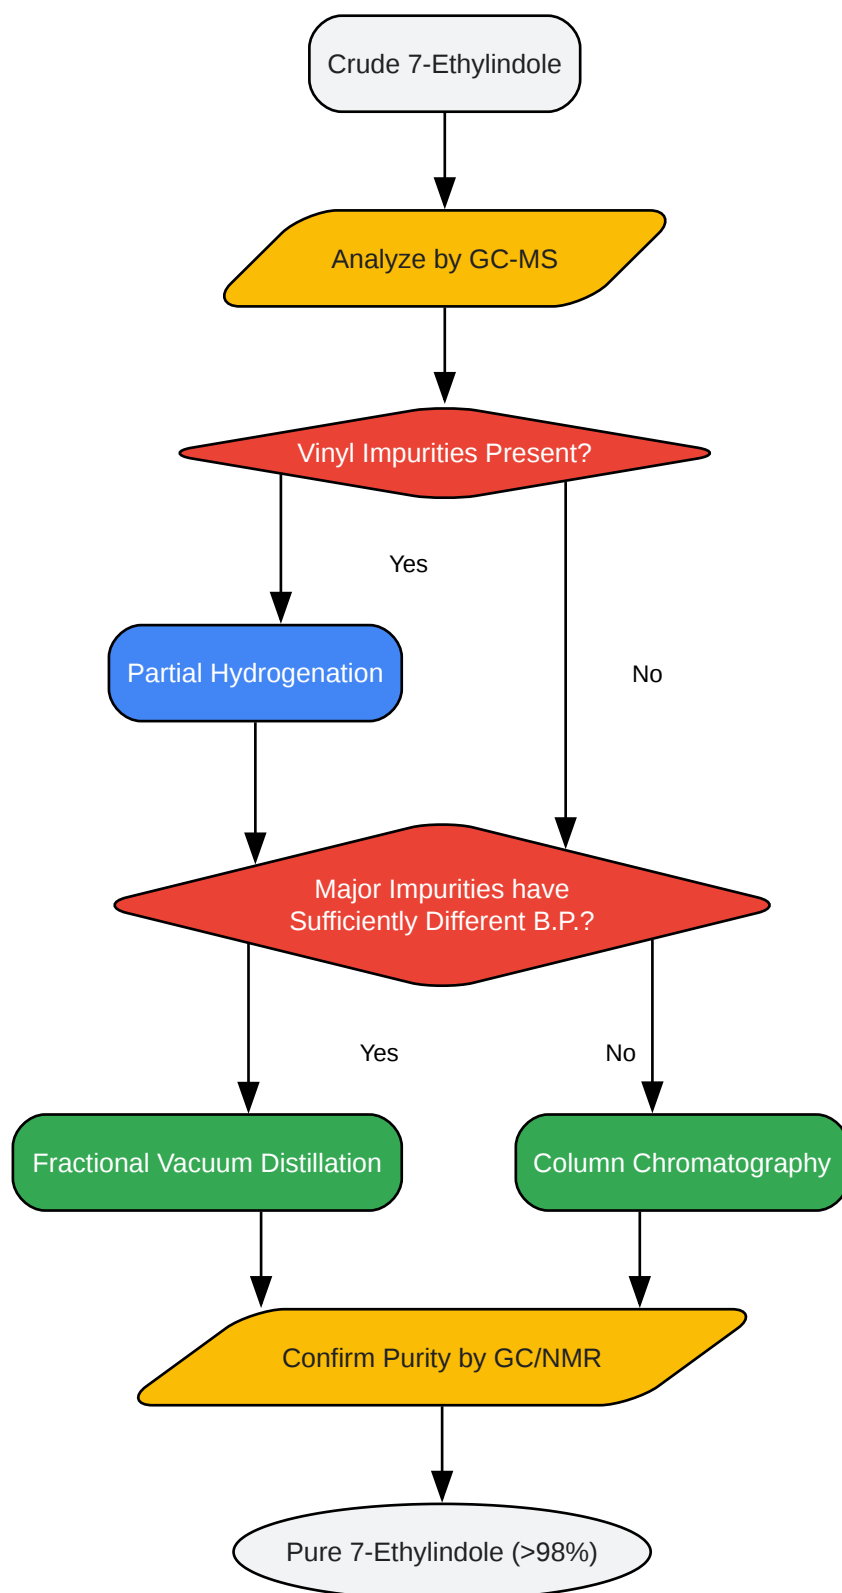 Crude 7-Ethylindole
Analyze by GC-MS
Vinyl Impurities Present?
Yes
Partial Hydrogenation
No
Major Impurities have
Sufficiently Different B.P.?
Yes
No
Fractional Vacuum Distillation
Column Chromatography
Confirm Purity by GC/NMR
Pure 7-Ethylindole (>98%)